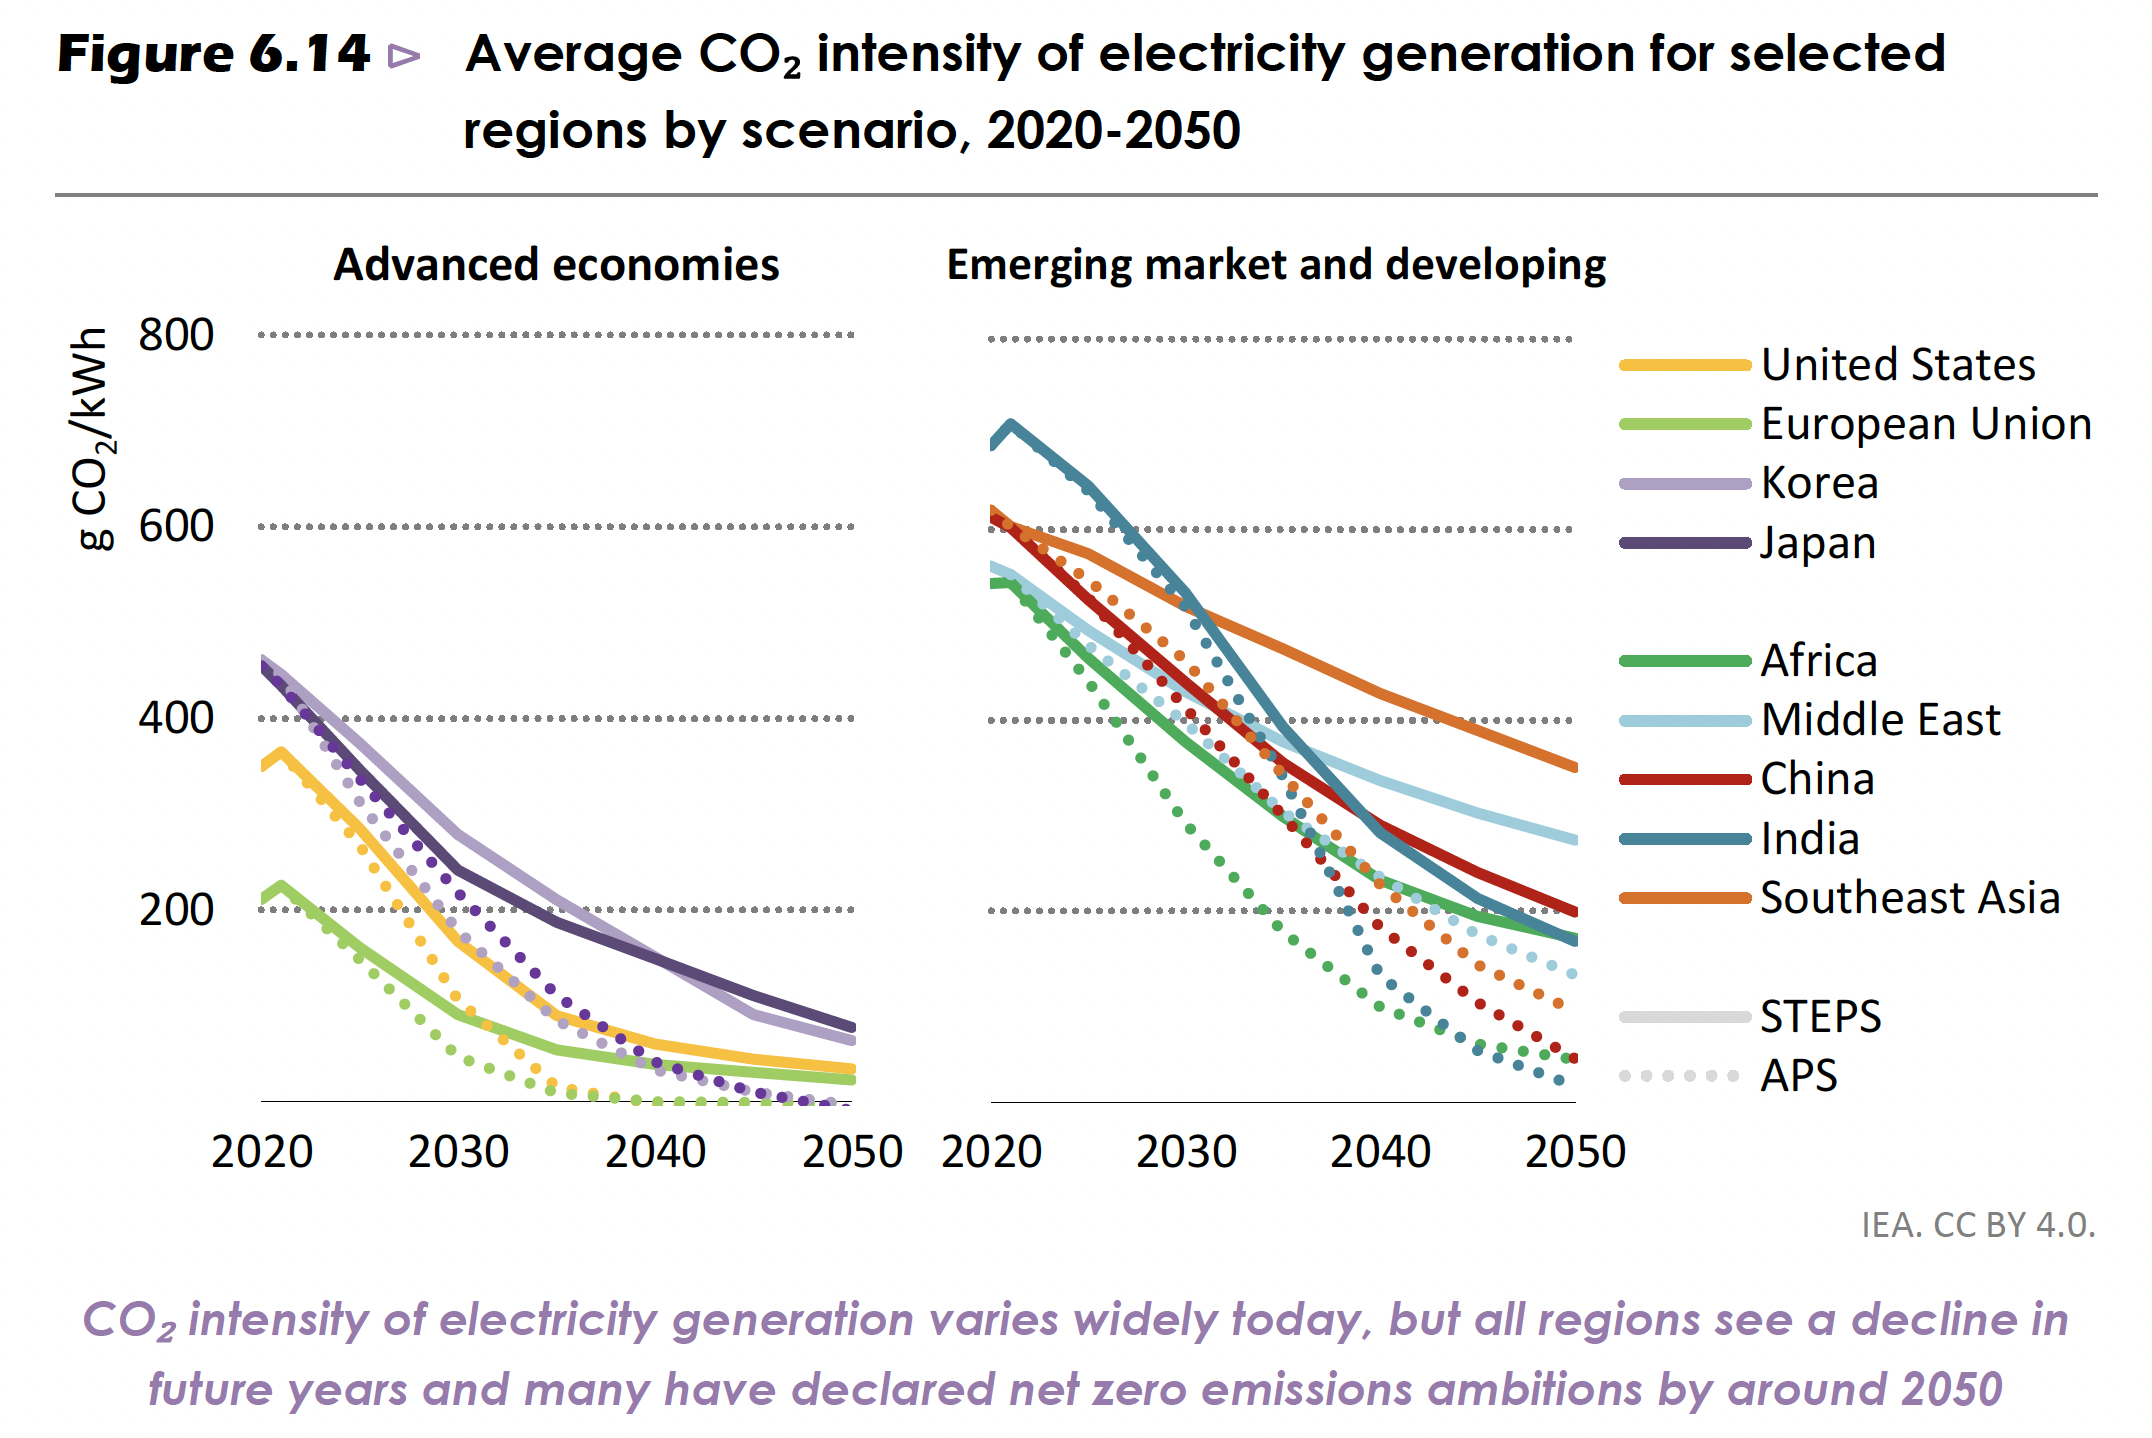 Figure 6.14 ▷ Average CO₂ intensity of electricity generation for selected
regions by scenario, 2020-2050
Advanced economies
Emerging market and developing
g CO₂/kWh
800
600
400
200
2020 2030 2040 2050
2020 2030 2040 2050
United States
European Union
Korea
Japan
Africa
Middle East
China
India
Southeast Asia
STEPS
APS
IEA. CC BY 4.0.
CO₂ intensity of electricity generation varies widely today, but all regions see a decline in
future years and many have declared net zero emissions ambitions by around 2050